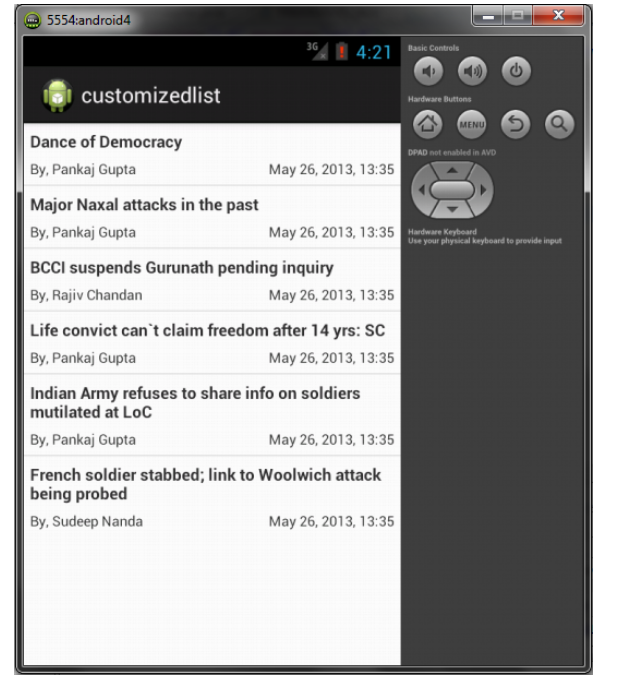 5554:android4
3G 4:21
customizedlist
Dance of Democracy
By, Pankaj Gupta May 26, 2013, 13:35
Major Naxal attacks in the past
By, Pankaj Gupta May 26, 2013, 13:35
BCCI suspends Gurunath pending inquiry
By, Rajiv Chandan May 26, 2013, 13:35
Life convict can`t claim freedom after 14 yrs: SC
By, Pankaj Gupta May 26, 2013, 13:35
Indian Army refuses to share info on soldiers
mutilated at LoC
By, Pankaj Gupta May 26, 2013, 13:35
French soldier stabbed; link to Woolwich attack
being probed
By, Sudeep Nanda May 26, 2013, 13:35
Basic Controls
Hardware Buttons
MENU
DPAD not enabled in AVD
Hardware Keyboard
Use your physical keyboard to provide input